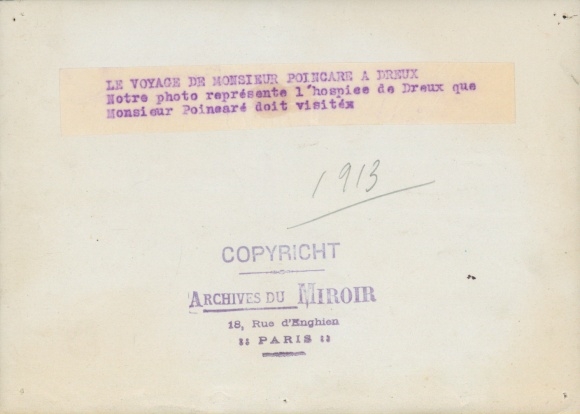 LE VOYAGE DE MONSIEUR POINCARE A DREUX
Notre photo représente l'hospice de Dreux que
Monsieur Poincaré doit visitéx
1913
COPYRICHT
ARCHIVES DU MIROIR
18, Rue d'Enghien
PARIS